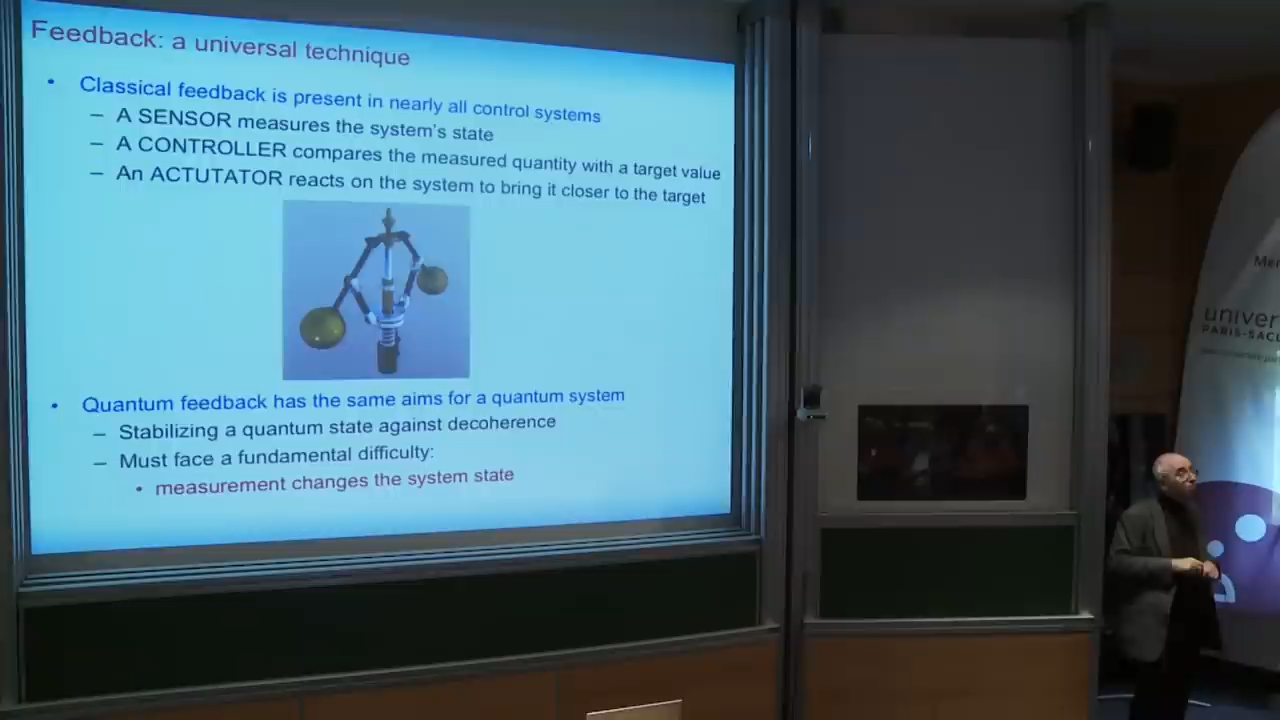 Feedback: a universal technique
• Classical feedback is present in nearly all control systems
– A SENSOR measures the system's state
– A CONTROLLER compares the measured quantity with a target value
– An ACTUTATOR reacts on the system to bring it closer to the target
• Quantum feedback has the same aims for a quantum system
– Stabilizing a quantum state against decoherence
– Must face a fundamental difficulty:
• measurement changes the system state
univer
PARIS-SACL